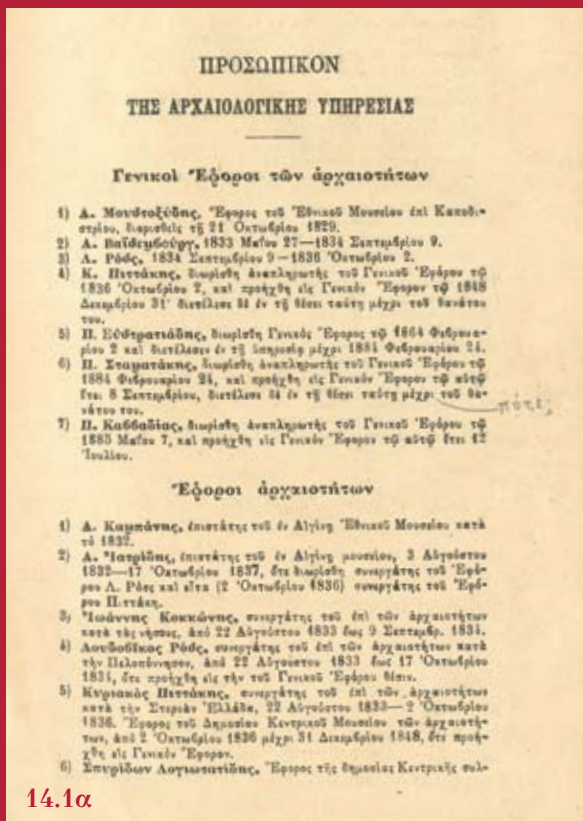 ΠΡΟΣΩΠΙΚΟΝ
ΤΗΣ ΑΡΧΑΙΟΛΟΓΙΚΗΣ ΥΠΗΡΕΣΙΑΣ
Γενικοὶ Ἔφοροι τῶν ἀρχαιοτήτων
1) Α. Μουστοξύδης, Ἔφορος τοῦ Ἐθνικοῦ Μουσείου ἐπὶ Καποδι-
στρίου, διορισθεὶς τῇ 21 Ὀκτωβρίου 1829.
2) Α. Βαϊσεμβούργ, 1833 Μαΐου 27—1834 Σεπτεμβρίου 9.
3) Λ. Ρόσς, 1834 Σεπτεμβρίου 9—1836 Ὀκτωβρίου 2.
4) Κ. Πιττάκης, διωρίσθη ἀναπληρωτὴς τοῦ Γενικοῦ Ἐφόρου τῷ
1836 Ὀκτωβρίου 2, καὶ προήχθη εἰς Γενικὸν Ἔφορον τῷ 1848
Δεκεμβρίου 31· διετέλεσε δὲ ἐν τῇ θέσει ταύτῃ μέχρι τοῦ θανάτου
του.
5) Π. Εὐστρατιάδης, διωρίσθη Γενικὸς Ἔφορος τῷ 1864 Φεβρουα-
ρίου 2 καὶ διετέλεσεν ἐν τῇ ὑπηρεσίᾳ μέχρι 1884 Φεβρουαρίου 24.
6) Π. Σταματάκης, διωρίσθη ἀναπληρωτὴς τοῦ Γενικοῦ Ἐφόρου τῷ
1884 Φεβρουαρίου 24, καὶ προήχθη εἰς Γενικὸν Ἔφορον τῷ αὐτῷ
ἔτει 8 Σεπτεμβρίου, διετέλεσε δὲ ἐν τῇ θέσει ταύτῃ μέχρι τοῦ θα-
νάτου του.
πότε;
7) Π. Καββαδίας, διωρίσθη ἀναπληρωτὴς τοῦ Γενικοῦ Ἐφόρου τῷ
1885 Μαΐου 7, καὶ προήχθη εἰς Γενικὸν Ἔφορον τῷ αὐτῷ ἔτει 12
Ἰουλίου.
Ἔφοροι ἀρχαιοτήτων
1) Α. Καμπάνης, ἐπιστάτης τοῦ ἐν Αἰγίνῃ Ἐθνικοῦ Μουσείου κατὰ
τὸ 1832.
2) Α. Ἰατρίδης, ἐπιστάτης τοῦ ἐν Αἰγίνῃ μουσείου, 3 Αὐγούστου
1832—17 Ὀκτωβρίου 1837, ὅτε διωρίσθη συνεργάτης τοῦ Ἐφό-
ρου Λ. Ρὸσς καὶ εἶτα (2 Ὀκτωβρίου 1836) συνεργάτης τοῦ Ἐφό-
ρου Πιττάκη.
3) Ἰωάννης Κοκκώνης, συνεργάτης τοῦ ἐπὶ τῶν ἀρχαιοτήτων
κατὰ τὰς νήσους, ἀπὸ 22 Αὐγούστου 1833 ἕως 9 Σεπτεμβρ. 1834.
4) Λουδοβῖκος Ρόσς, συνεργάτης τοῦ ἐπὶ τῶν ἀρχαιοτήτων κατὰ
τὴν Πελοπόννησον, ἀπὸ 22 Αὐγούστου 1833 ἕως 17 Ὀκτωβρίου
1834, ὅτε προήχθη εἰς τὴν τοῦ Γενικοῦ Ἐφόρου θέσιν.
5) Κυριακὸς Πιττάκης, συνεργάτης τοῦ ἐπὶ τῶν ἀρχαιοτήτων
κατὰ τὴν Στερεὰν Ἑλλάδα, 22 Αὐγούστου 1833—2 Ὀκτωβρίου
1836. Ἔφορος τοῦ Δημοσίου Κεντρικοῦ Μουσείου τῶν ἀρχαιοτή-
των, ἀπὸ 2 Ὀκτωβρίου 1836 μέχρι 31 Δεκεμβρίου 1848, ὅτε προή-
χθη εἰς Γενικὸν Ἔφορον.
6) Σπυρίδων Λογιωτατίδης, Ἔφορος τῆς δημοσίας Κεντρικῆς συλ-
14.1α